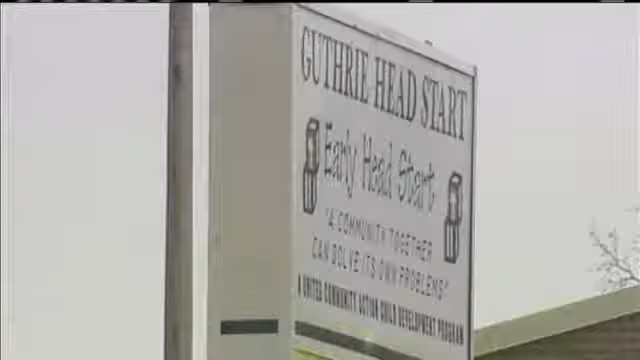 GUTHRIE HEAD START
Early Head Start
"A COMMUNITY TOGETHER
CAN SOLVE ITS OWN PROBLEMS"
A UNITED COMMUNITY ACTION CHILD DEVELOPMENT PROGRAM